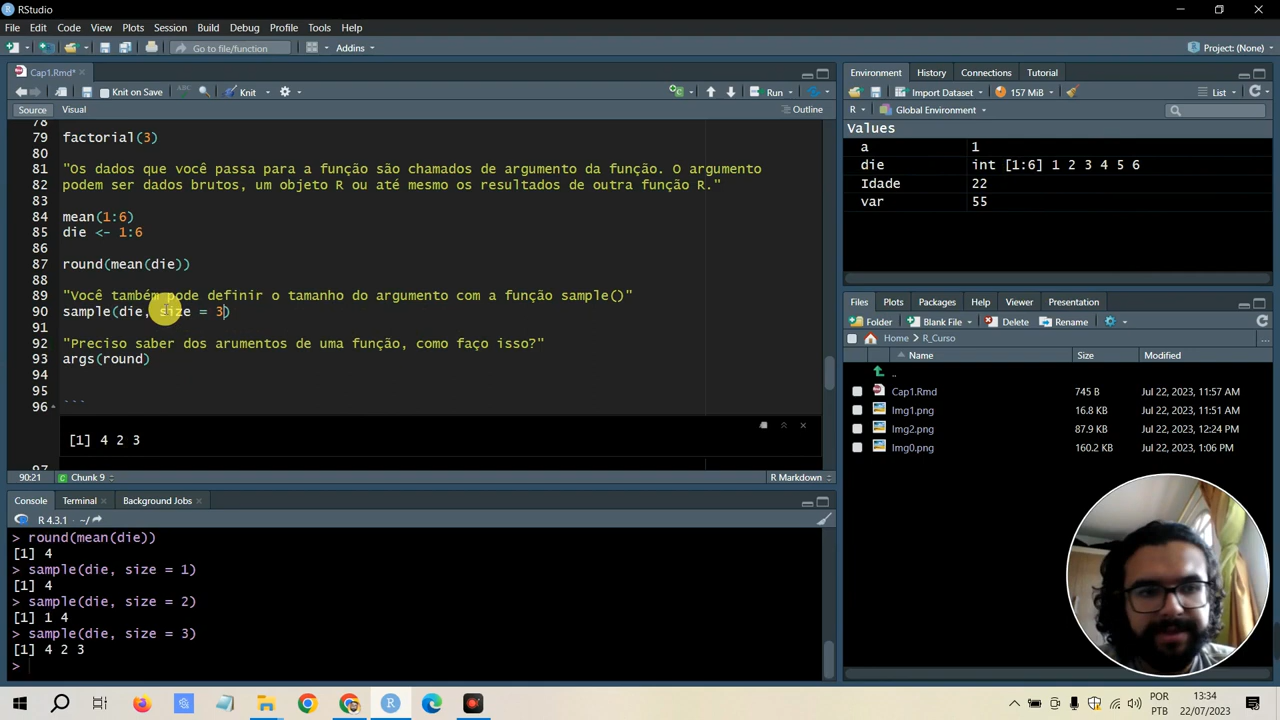 RStudio
File Edit Code View Plots Session Build Debug Profile Tools Help
Go to file/function Addins Project: (None)
Cap1.Rmd*
Knit on Save Knit Run
Source Visual Outline
78
79 factorial(3)
80
81 "Os dados que você passa para a função são chamados de argumento da função. O argumento
82 podem ser dados brutos, um objeto R ou até mesmo os resultados de outra função R."
83
84 mean(1:6)
85 die <- 1:6
86
87 round(mean(die))
88
89 "Você também pode definir o tamanho do argumento com a função sample()"
90 sample(die, size = 3)
91
92 "Preciso saber dos arumentos de uma função, como faço isso?"
93 args(round)
94
95
96 ```
[1] 4 2 3
97
90:21 Chunk 9 R Markdown
Console Terminal Background Jobs
R 4.3.1 · ~/
> round(mean(die))
[1] 4
> sample(die, size = 1)
[1] 4
> sample(die, size = 2)
[1] 1 4
> sample(die, size = 3)
[1] 4 2 3
>
Environment History Connections Tutorial
Import Dataset 157 MiB List
R Global Environment
Values
a 1
die int [1:6] 1 2 3 4 5 6
Idade 22
var 55
Files Plots Packages Help Viewer Presentation
Folder Blank File Delete Rename
Home R_Curso
Name Size Modified
..
Cap1.Rmd 745 B Jul 22, 2023, 11:57 AM
Img1.png 16.8 KB Jul 22, 2023, 11:51 AM
Img2.png 87.9 KB Jul 22, 2023, 12:24 PM
Img0.png 160.2 KB Jul 22, 2023, 1:06 PM
POR
PTB
13:34
22/07/2023